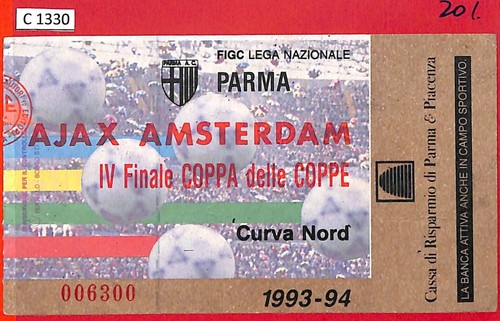 C 1330
20/.
FIGC LEGA NAZIONALE
PARMA A.C.
PARMA
AJAX AMSTERDAM
IV Finale COPPA delle COPPE
'Curva Nord'
006300
1993-94
Cassa di Risparmio di Parma & Piacenza
LA BANCA ATTIVA ANCHE IN CAMPO SPORTIVO.